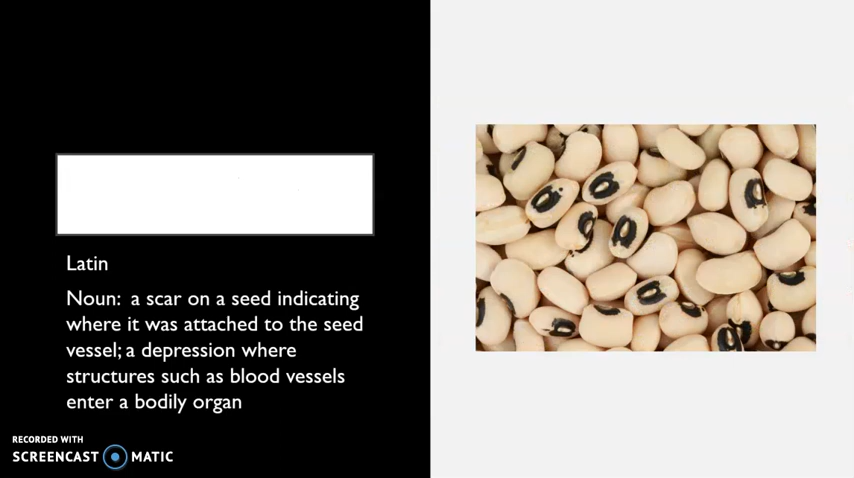 Latin
Noun: a scar on a seed indicating
where it was attached to the seed
vessel; a depression where
structures such as blood vessels
enter a bodily organ
RECORDED WITH
SCREENCAST MATIC